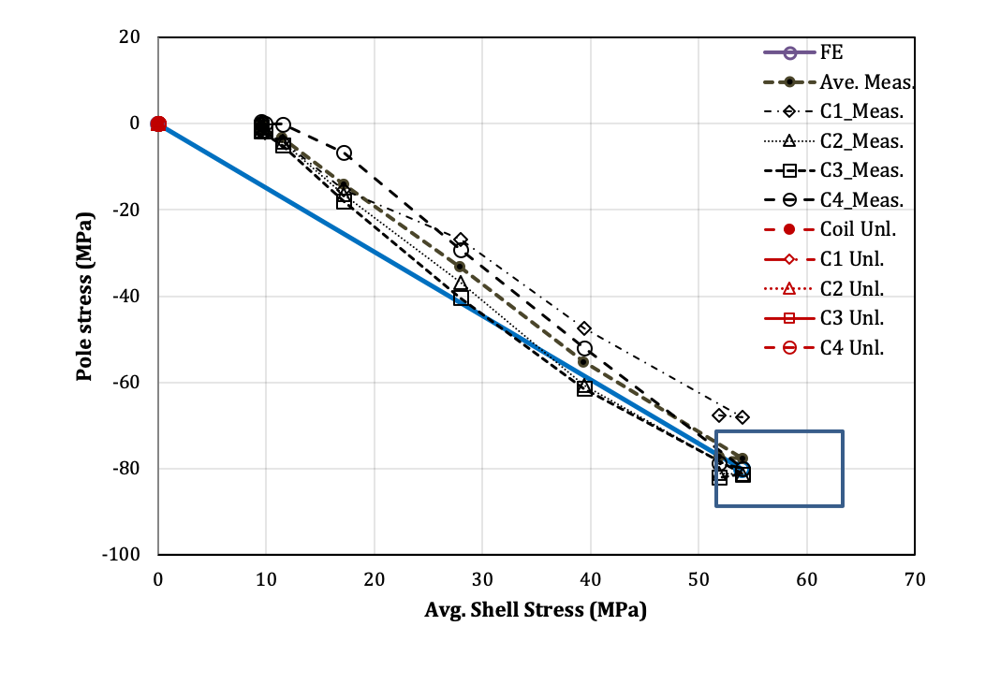 20
0
-20
-40
-60
-80
-100
Pole stress (MPa)
0 10 20 30 40 50 60 70
Avg. Shell Stress (MPa)
FE
Ave. Meas.
C1_Meas.
C2_Meas.
C3_Meas.
C4_Meas.
Coil Unl.
C1 Unl.
C2 Unl.
C3 Unl.
C4 Unl.